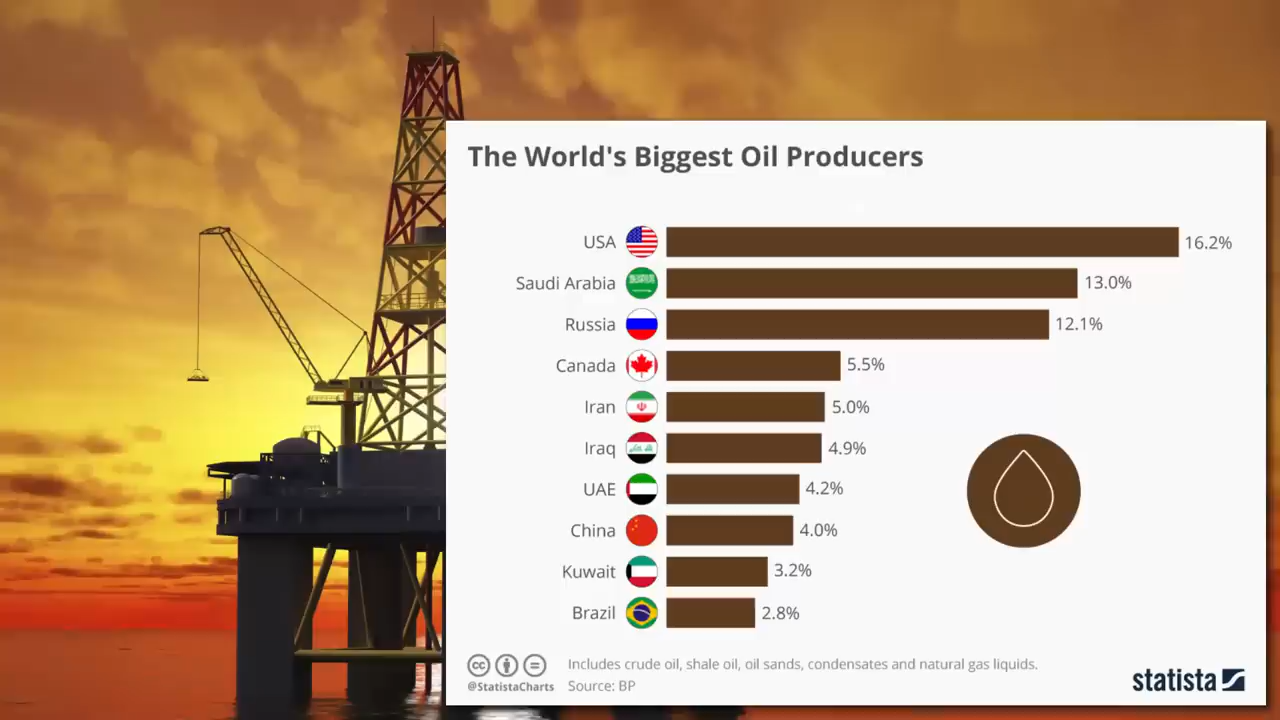 The World's Biggest Oil Producers
USA 16.2%
Saudi Arabia 13.0%
Russia 12.1%
Canada 5.5%
Iran 5.0%
Iraq 4.9%
UAE 4.2%
China 4.0%
Kuwait 3.2%
Brazil 2.8%
cc Includes crude oil, shale oil, oil sands, condensates and natural gas liquids.
@StatistaCharts Source: BP
statista